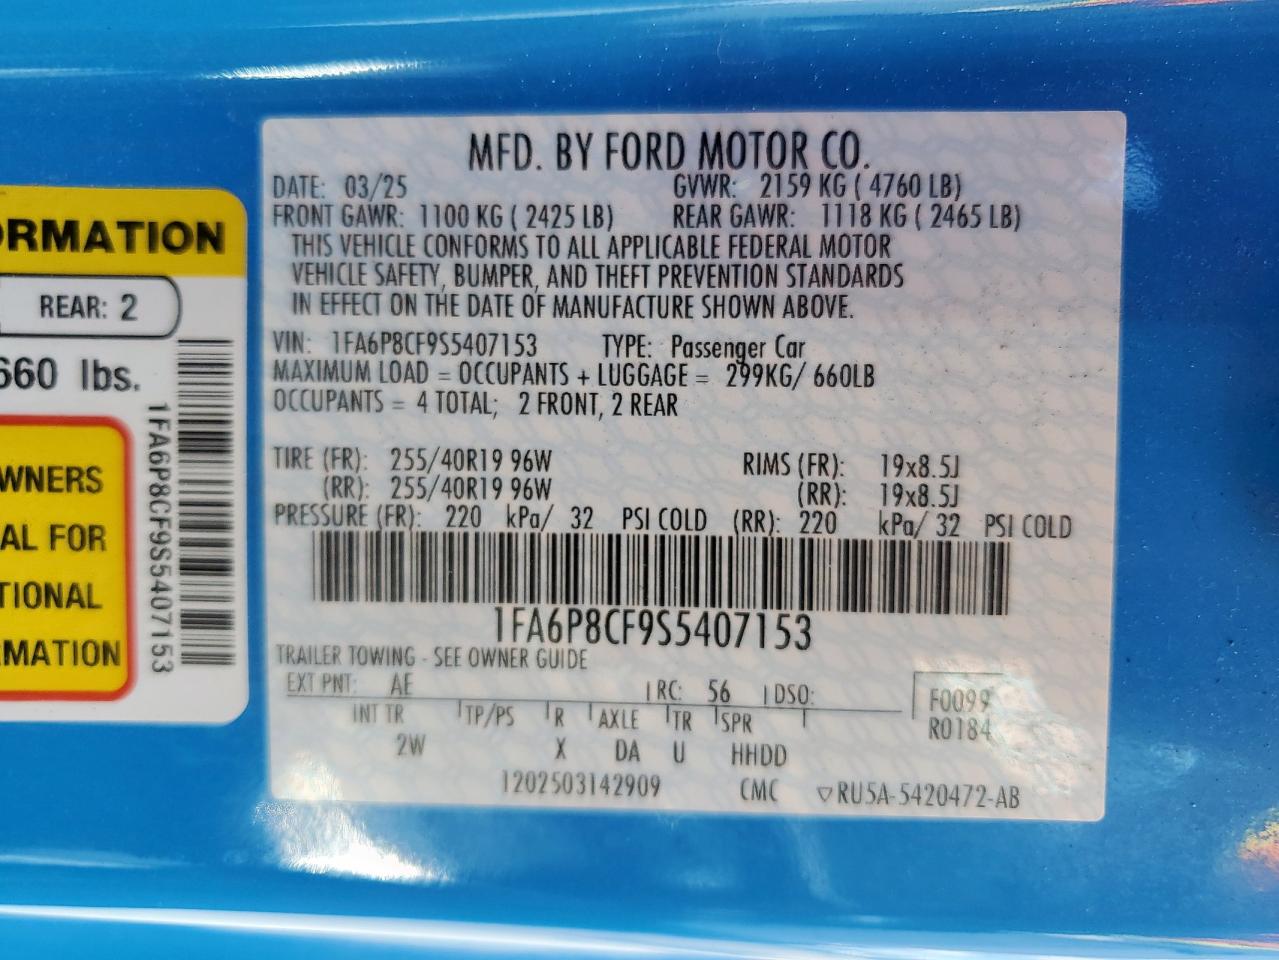 MFD. BY FORD MOTOR CO.
DATE: 03/25 GVWR: 2159 KG ( 4760 LB)
FRONT GAWR: 1100 KG ( 2425 LB) REAR GAWR: 1118 KG ( 2465 LB)
THIS VEHICLE CONFORMS TO ALL APPLICABLE FEDERAL MOTOR
VEHICLE SAFETY, BUMPER, AND THEFT PREVENTION STANDARDS
IN EFFECT ON THE DATE OF MANUFACTURE SHOWN ABOVE.
VIN: 1FA6P8CF9S5407153 TYPE: Passenger Car
MAXIMUM LOAD = OCCUPANTS + LUGGAGE = 299KG/ 660LB
OCCUPANTS = 4 TOTAL; 2 FRONT, 2 REAR
TIRE (FR): 255/40R19 96W RIMS (FR): 19x8.5J
(RR): 255/40R19 96W (RR): 19x8.5J
PRESSURE (FR): 220 kPa/ 32 PSI COLD (RR): 220 kPa/ 32 PSI COLD
1FA6P8CF9S5407153
TRAILER TOWING - SEE OWNER GUIDE
EXT PNT: AE RC: 56 DSO: F0099
INT TR TP/PS R AXLE TR SPR R0184
2W X DA U HHDD
1202503142909 CMC ▽RU5A-5420472-AB
ORMATION
REAR: 2
660 lbs.
WNERS
AL FOR
TIONAL
MATION
1FA6P8CF9S5407153